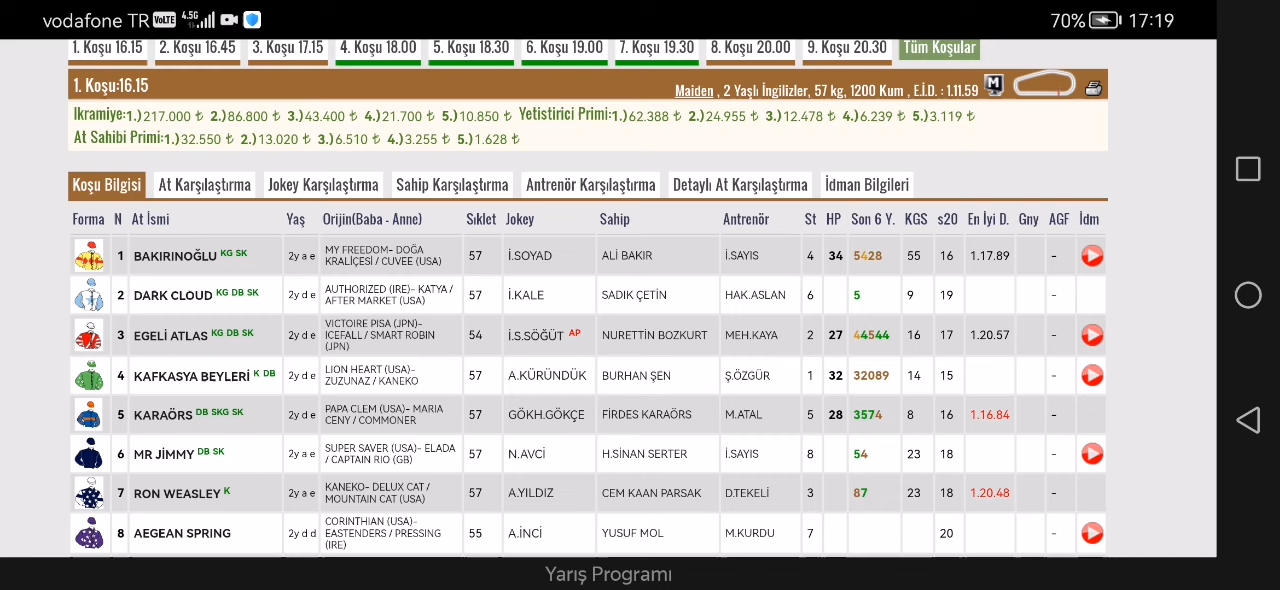 vodafone TR VoLTE 4.5G 70% 17:19
1. Koşu 16.15 2. Koşu 16.45 3. Koşu 17.15 4. Koşu 18.00 5. Koşu 18.30 6. Koşu 19.00 7. Koşu 19.30 8. Koşu 20.00 9. Koşu 20.30 Tüm Koşular
1. Koşu:16.15 Maiden , 2 Yaşlı İngilizler, 57 kg, 1200 Kum , E.İ.D. : 1.11.59 M
Ikramiye:1.)217.000 ₺ 2.)86.800 ₺ 3.)43.400 ₺ 4.)21.700 ₺ 5.)10.850 ₺ Yetistirici Primi:1.)62.388 ₺ 2.)24.955 ₺ 3.)12.478 ₺ 4.)6.239 ₺ 5.)3.119 ₺
At Sahibi Primi:1.)32.550 ₺ 2.)13.020 ₺ 3.)6.510 ₺ 4.)3.255 ₺ 5.)1.628 ₺
Koşu Bilgisi At Karşılaştırma Jokey Karşılaştırma Sahip Karşılaştırma Antrenör Karşılaştırma Detaylı At Karşılaştırma İdman Bilgileri
Forma N At İsmi Yaş Orijin(Baba - Anne) Sıklet Jokey Sahip Antrenör St HP Son 6 Y. KGS s20 En İyi D. Gny AGF İdm
1 BAKIRINOĞLU KG SK 2y a e MY FREEDOM- DOĞA KRALİÇESİ / CUVEE (USA) 57 İ.SOYAD ALİ BAKIR İ.SAYIS 4 34 5428 55 16 1.17.89 -
2 DARK CLOUD KG DB SK 2y d e AUTHORIZED (IRE)- KATYA / AFTER MARKET (USA) 57 İ.KALE SADIK ÇETİN HAK.ASLAN 6 5 9 19 -
3 EGELİ ATLAS KG DB SK 2y d e VICTOIRE PISA (JPN)- ICEFALL / SMART ROBIN (JPN) 54 İ.S.SÖĞÜT AP NURETTİN BOZKURT MEH.KAYA 2 27 44544 16 17 1.20.57 -
4 KAFKASYA BEYLERİ K DB 2y d e LION HEART (USA)- ZUZUNAZ / KANEKO 57 A.KÜRÜNDÜK BURHAN ŞEN Ş.ÖZGÜR 1 32 32089 14 15 -
5 KARAÖRS DB SKG SK 2y d e PAPA CLEM (USA)- MARIA CENY / COMMONER 57 GÖKH.GÖKÇE FİRDES KARAÖRS M.ATAL 5 28 3574 8 16 1.16.84 -
6 MR JİMMY DB SK 2y a e SUPER SAVER (USA)- ELADA / CAPTAIN RIO (GB) 57 N.AVCİ H.SİNAN SERTER İ.SAYIS 8 54 23 18 -
7 RON WEASLEY K 2y a e KANEKO- DELUX CAT / MOUNTAIN CAT (USA) 57 A.YILDIZ CEM KAAN PARSAK D.TEKELİ 3 87 23 18 1.20.48 -
8 AEGEAN SPRING 2y d d CORINTHIAN (USA)- EASTENDERS / PRESSING (IRE) 55 A.İNCİ YUSUF MOL M.KURDU 7 20 -
Yarış Programı